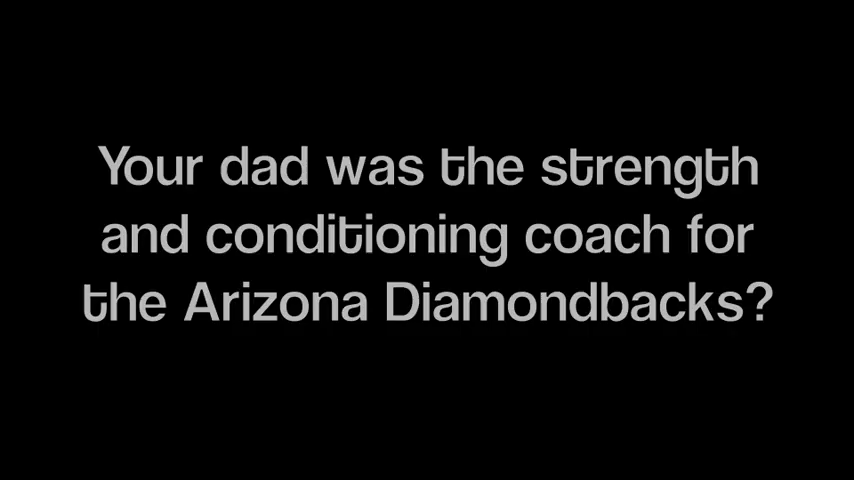 Your dad was the strength
and conditioning coach for
the Arizona Diamondbacks?